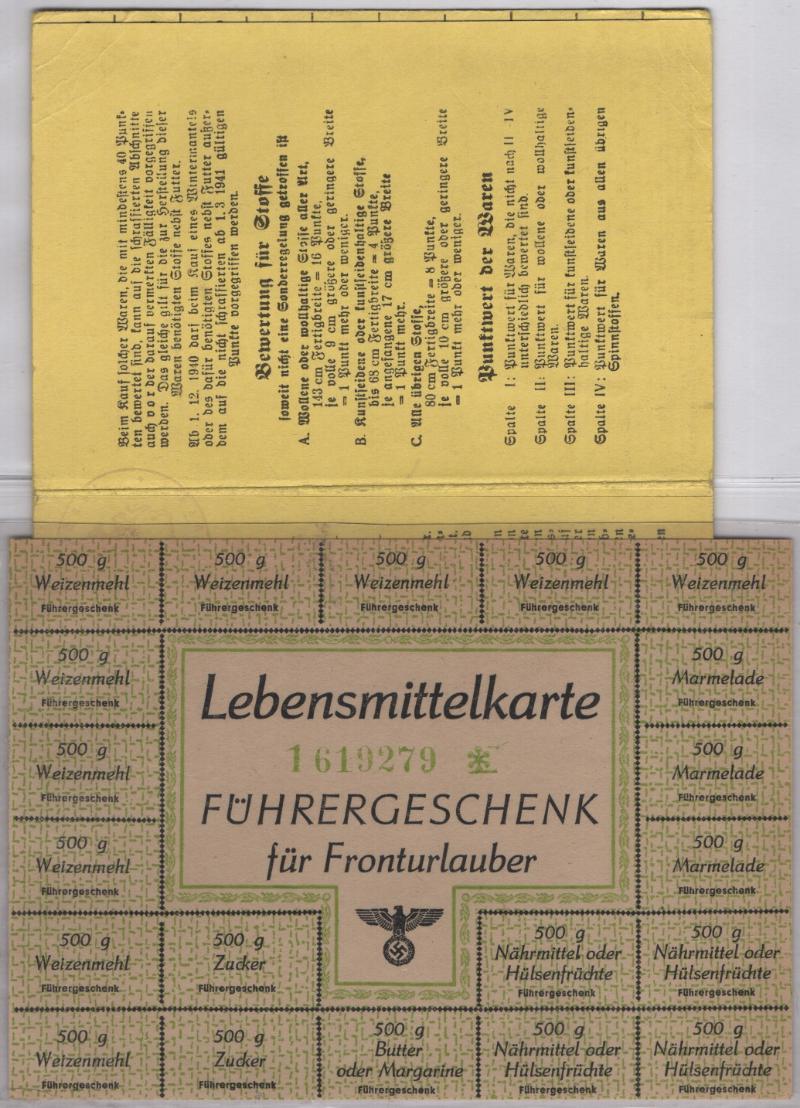 Beim Kauf solcher Waren, die mit mindestens 40 Punk-
ten bewertet sind, kann auf die schraffierten Abschnitte
auch vor der darauf vermerkten Fälligkeit vorgegriffen
werden. Das gleiche gilt für die zur Herstellung dieser
Waren benötigten Stoffe nebst Futter.
Ab 1. 12. 1940 darf beim Kauf eines Wintermantels
oder des dafür benötigten Stoffes nebst Futter außer-
dem auf die nicht schraffierten ab 1. 3. 1941 gültigen
Punkte vorgegriffen werden.
Bewertung für Stoffe
soweit nicht eine Sonderregelung getroffen ist
A. Wollene oder wollhaltige Stoffe aller Art,
143 cm Fertigbreite = 16 Punkte,
je volle 9 cm größere oder geringere Breite
= 1 Punkt mehr oder weniger.
B. Kunstseidene oder kunstseidenhaltige Stoffe,
bis 68 cm Fertigbreite = 4 Punkte,
je angefangene 17 cm größere Breite
= 1 Punkt mehr.
C. Alle übrigen Stoffe,
80 cm Fertigbreite = 8 Punkte,
je volle 10 cm größere oder geringere Breite
= 1 Punkt mehr oder weniger.
Punktwert der Waren
Spalte I: Punktwert für Waren, die nicht nach II IV
unterschiedlich bewertet sind.
Spalte II: Punktwert für wollene oder wollhaltige
Waren.
Spalte III: Punktwert für kunstseidene oder kunstseiden-
haltige Waren.
Spalte IV: Punktwert für Waren aus allen übrigen
Spinnstoffen.
500 g 500 g 500 g 500 g 500 g
Weizenmehl Weizenmehl Weizenmehl Weizenmehl Weizenmehl
Führergeschenk Führergeschenk Führergeschenk Führergeschenk Führergeschenk
500 g
Weizenmehl
Führergeschenk
500 g
Marmelade
Führergeschenk
500 g
Weizenmehl
Führergeschenk
500 g
Marmelade
Führergeschenk
500 g
Weizenmehl
Führergeschenk
500 g
Marmelade
Führergeschenk
Lebensmittelkarte
1619279
FÜHRERGESCHENK
für Fronturlauber
500 g
Weizenmehl
Führergeschenk
500 g
Zucker
Führergeschenk
500 g
Nährmittel oder
Hülsenfrüchte
Führergeschenk
500 g
Nährmittel oder
Hülsenfrüchte
Führergeschenk
500 g
Weizenmehl
Führergeschenk
500 g
Zucker
Führergeschenk
500 g
Butter
oder Margarine
Führergeschenk
500 g
Nährmittel oder
Hülsenfrüchte
Führergeschenk
500 g
Nährmittel oder
Hülsenfrüchte
Führergeschenk